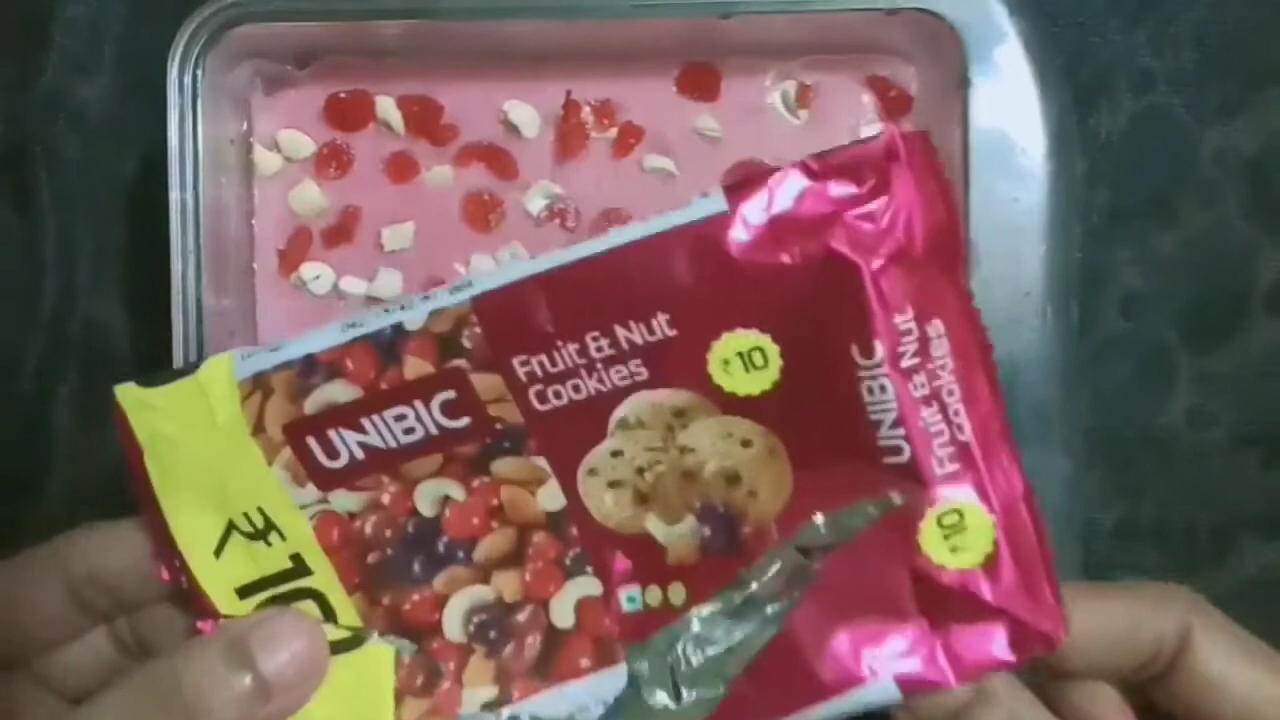 UNIBIC
Fruit & Nut
Cookies
₹10
UNIBIC
Fruit & Nut
Cookies
₹10
₹10